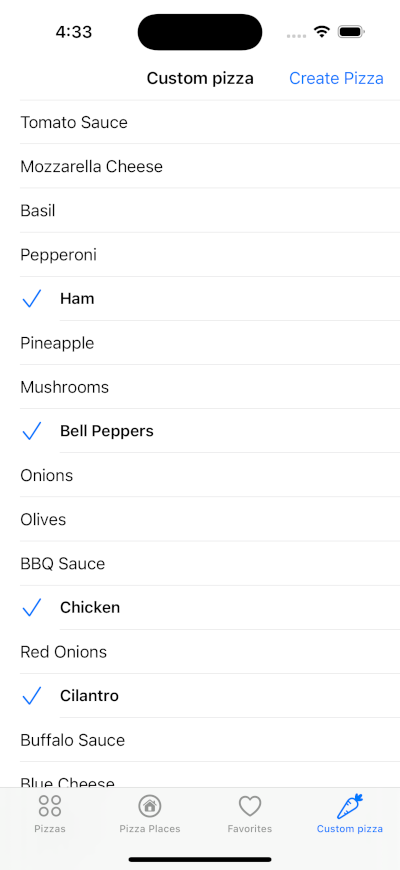 4:33
Custom pizza
Create Pizza
Tomato Sauce
Mozzarella Cheese
Basil
Pepperoni
Ham
Pineapple
Mushrooms
Bell Peppers
Onions
Olives
BBQ Sauce
Chicken
Red Onions
Cilantro
Buffalo Sauce
Blue Cheese
Pizzas
Pizza Places
Favorites
Custom pizza